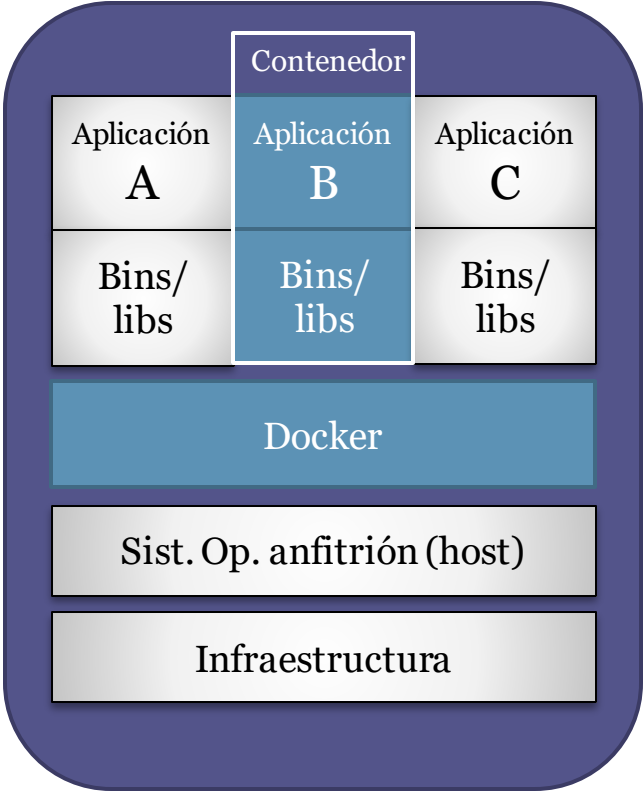 Contenedor
Aplicación
A
Aplicación
B
Aplicación
C
Bins/
libs
Bins/
libs
Bins/
libs
Docker
Sist. Op. anfitrión (host)
Infraestructura